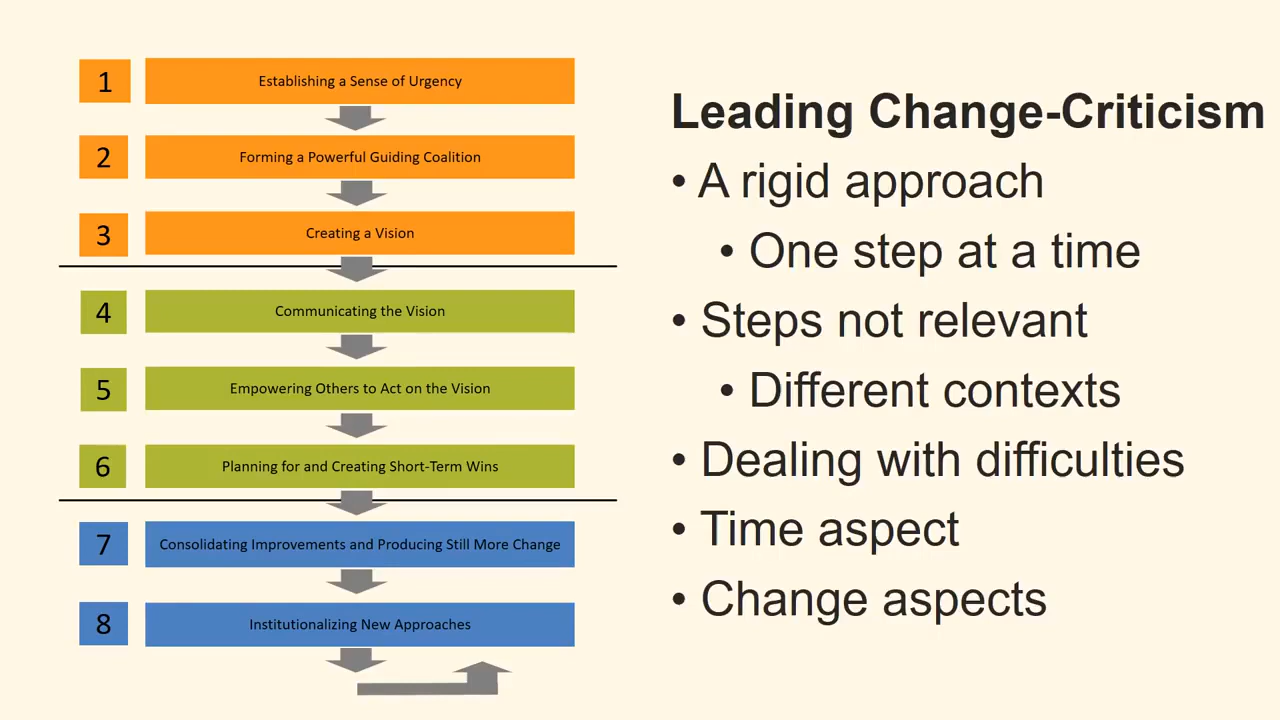 1
Establishing a Sense of Urgency
2
Forming a Powerful Guiding Coalition
3
Creating a Vision
4
Communicating the Vision
5
Empowering Others to Act on the Vision
6
Planning for and Creating Short-Term Wins
7
Consolidating Improvements and Producing Still More Change
8
Institutionalizing New Approaches
Leading Change-Criticism
• A rigid approach
• One step at a time
• Steps not relevant
• Different contexts
• Dealing with difficulties
• Time aspect
• Change aspects